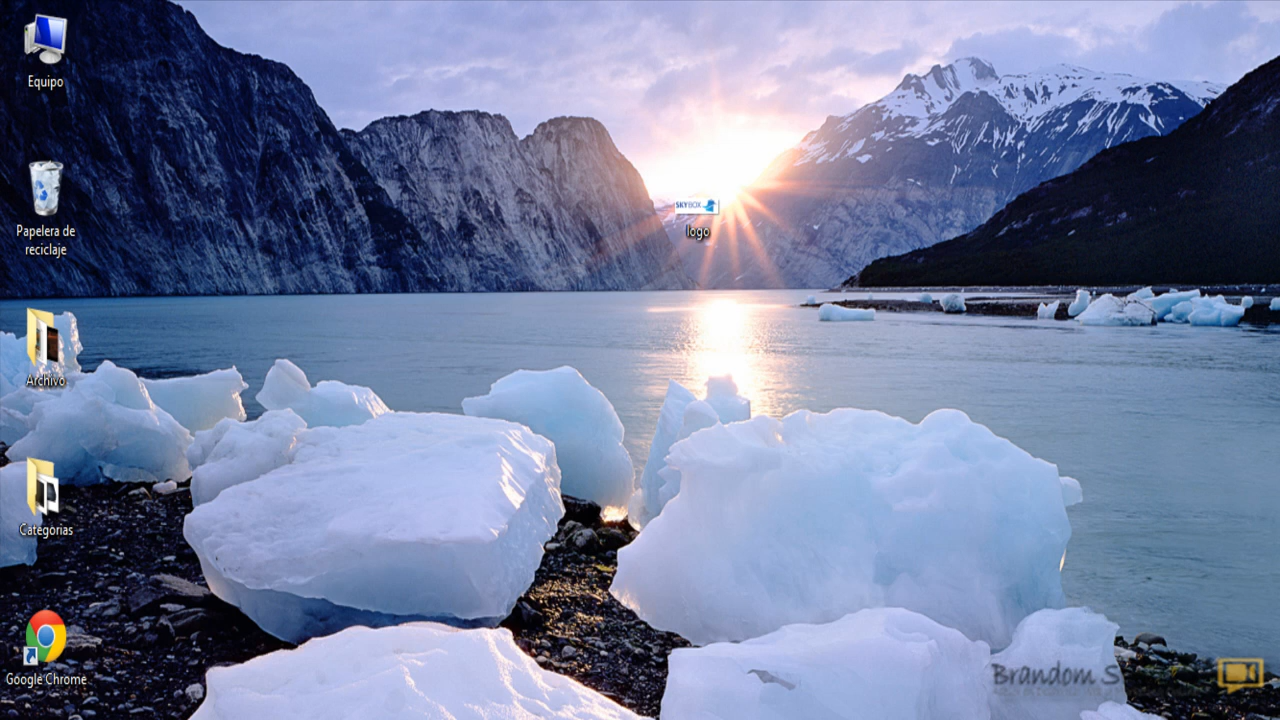 Equipo
Papelera de
reciclaje
SKYBOX
logo
Archivo
Categorias
Google Chrome
Brandom S